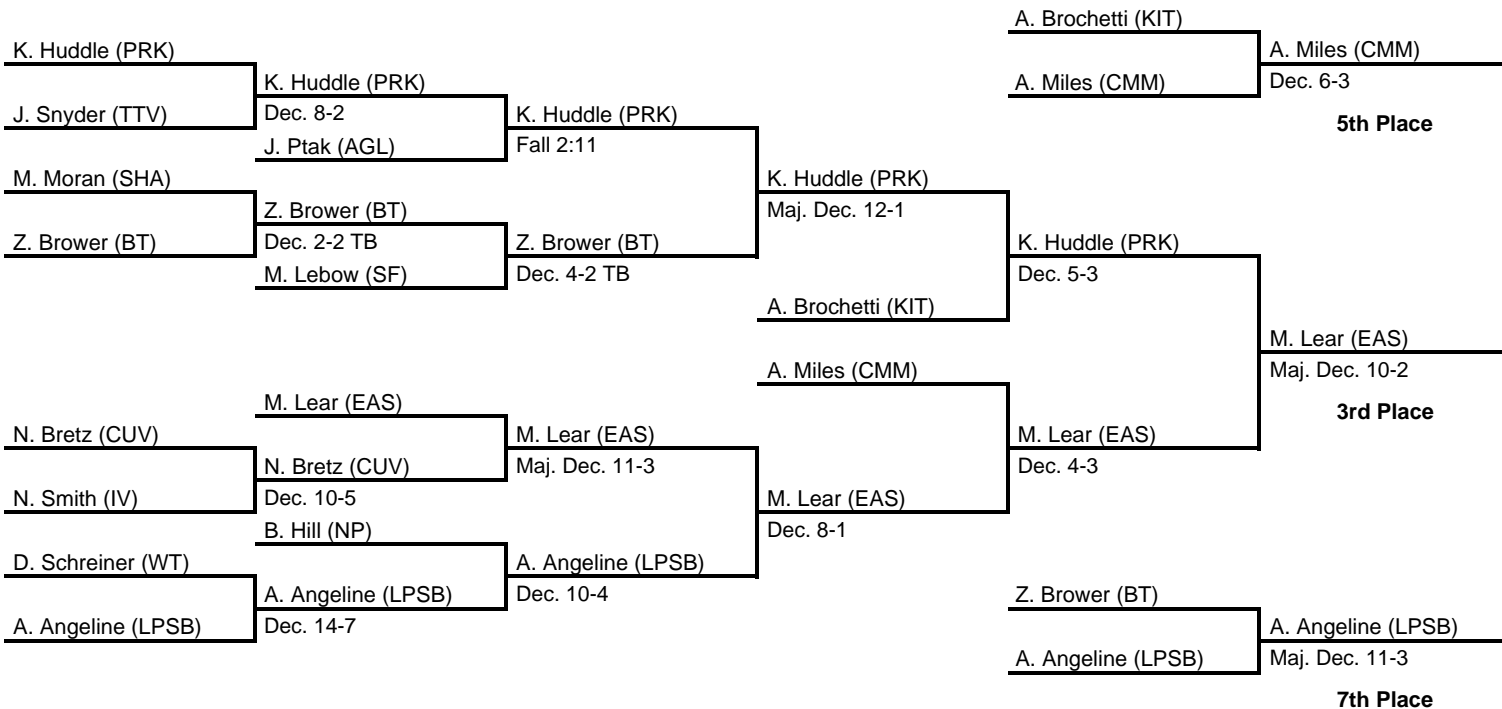 A. Brochetti (KIT)
K. Huddle (PRK)
A. Miles (CMM)
K. Huddle (PRK)
A. Miles (CMM)
Dec. 6-3
J. Snyder (TTV)
Dec. 8-2
K. Huddle (PRK)
5th Place
J. Ptak (AGL)
Fall 2:11
M. Moran (SHA)
K. Huddle (PRK)
Z. Brower (BT)
Maj. Dec. 12-1
Z. Brower (BT)
Dec. 2-2 TB
Z. Brower (BT)
K. Huddle (PRK)
M. Lebow (SF)
Dec. 4-2 TB
Dec. 5-3
A. Brochetti (KIT)
M. Lear (EAS)
A. Miles (CMM)
Maj. Dec. 10-2
M. Lear (EAS)
3rd Place
N. Bretz (CUV)
M. Lear (EAS)
M. Lear (EAS)
N. Bretz (CUV)
Maj. Dec. 11-3
Dec. 4-3
N. Smith (IV)
Dec. 10-5
M. Lear (EAS)
B. Hill (NP)
Dec. 8-1
D. Schreiner (WT)
A. Angeline (LPSB)
A. Angeline (LPSB)
Dec. 10-4
Z. Brower (BT)
A. Angeline (LPSB)
Dec. 14-7
A. Angeline (LPSB)
A. Angeline (LPSB)
Maj. Dec. 11-3
7th Place